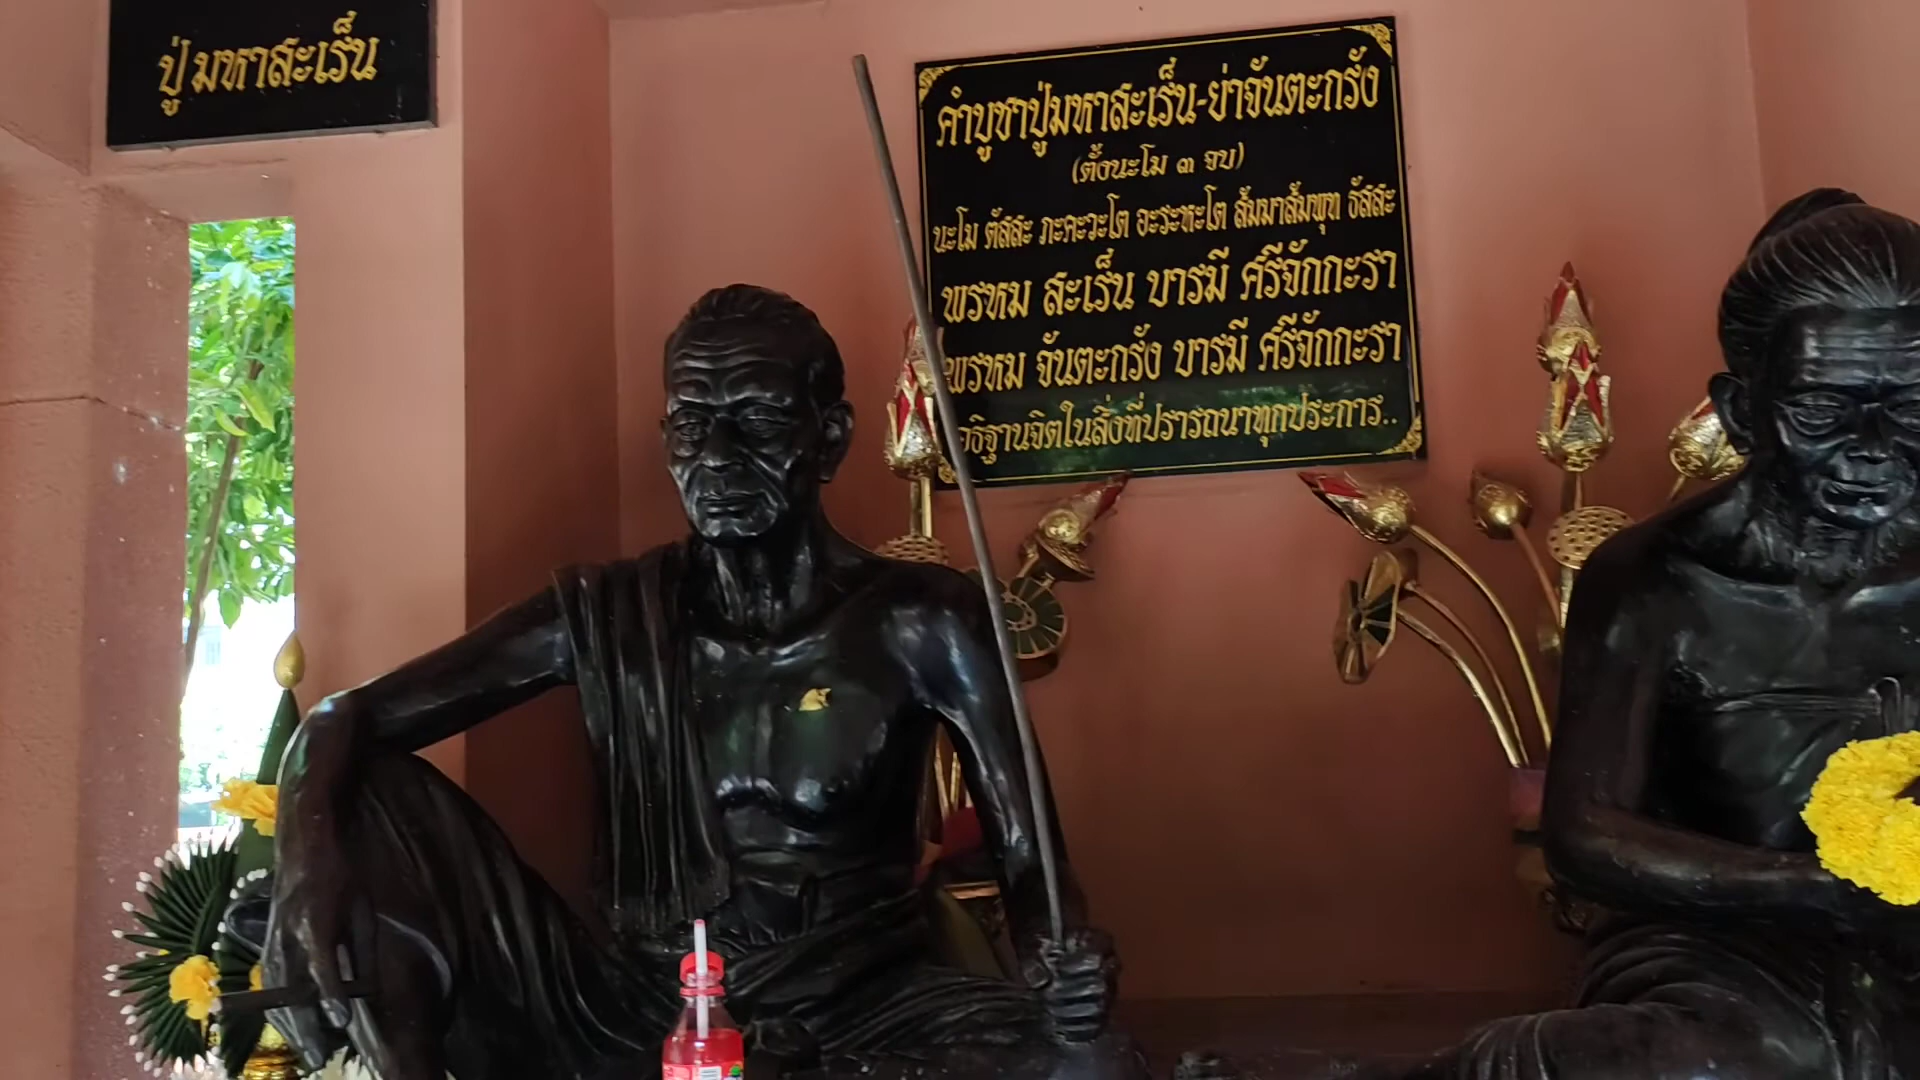 ปู่มหาสะเร็น
คำบูชาปู่มหาสะเร็น-ย่าจันตะกรัง
(ตั้งนะโม ๓ จบ)
นะโม ตัสสะ ภะคะวะโต อะระหะโต สัมมาสัมพุท ธัสสะ
พรหม สะเร็น บารมี ศรีจักกะรา
พรหม จันตะกรัง บารมี ศรีจักกะรา
อธิฐานจิตในสิ่งที่ปรารถนาทุกประการ..